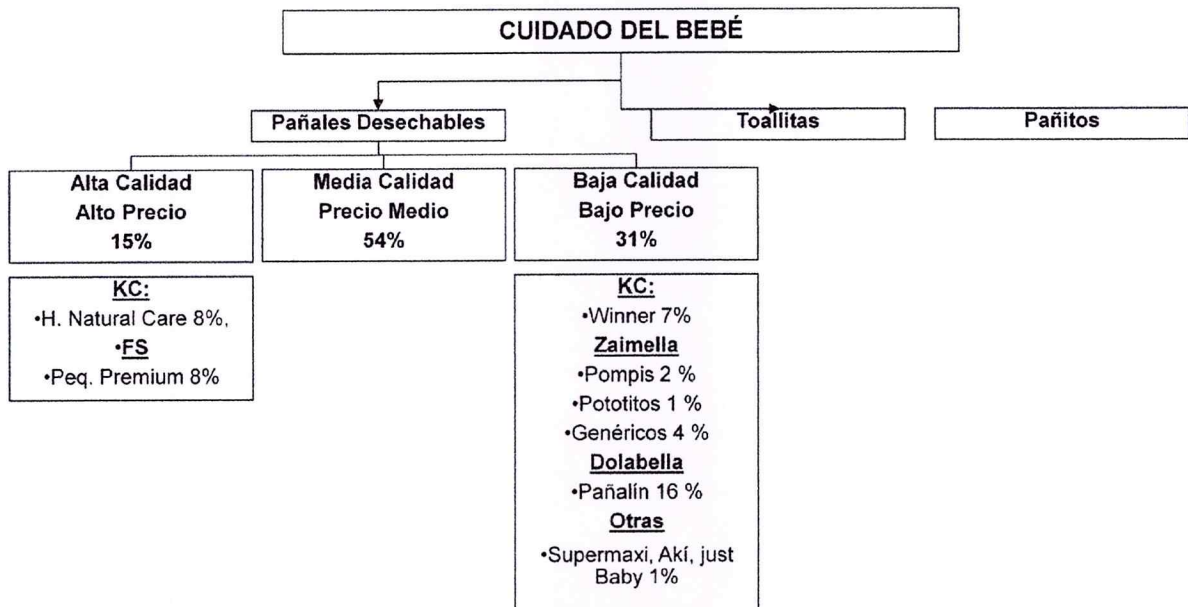 CUIDADO DEL BEBÉ
Pañales Desechables
Toallitas
Pañitos
Alta Calidad
Alto Precio
15%
Media Calidad
Precio Medio
54%
Baja Calidad
Bajo Precio
31%
KC:
•H. Natural Care 8%,
•FS
•Peq. Premium 8%
KC:
•Winner 7%
Zaimella
•Pompis 2 %
•Pototitos 1 %
•Genéricos 4 %
Dolabella
•Pañalín 16 %
Otras
•Supermaxi, Akí, just
Baby 1%